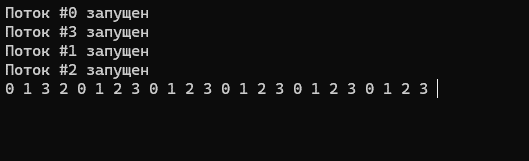 Поток #0 запущен
Поток #3 запущен
Поток #1 запущен
Поток #2 запущен
0 1 3 2 0 1 2 3 0 1 2 3 0 1 2 3 0 1 2 3 0 1 2 3